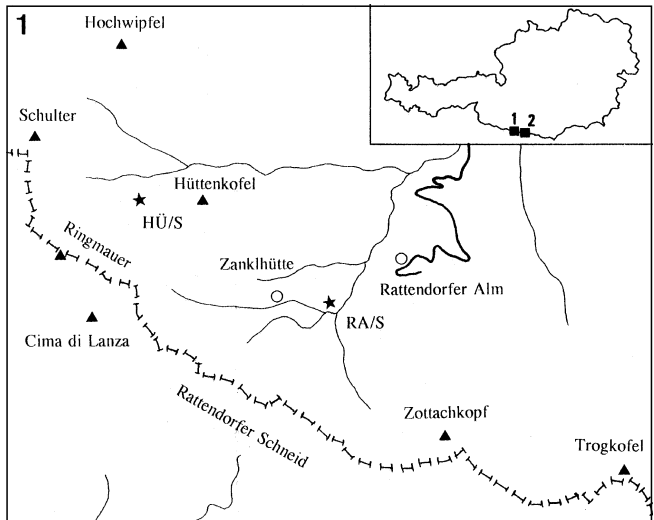 1
Hochwipfel
1 2
Schulter
Hüttenkofel
HÜ/S
Ringmauer
Zanklhütte
Rattendorfer Alm
RA/S
Cima di Lanza
Rattendorfer Schneid
Zottachkopf
Trogkofel